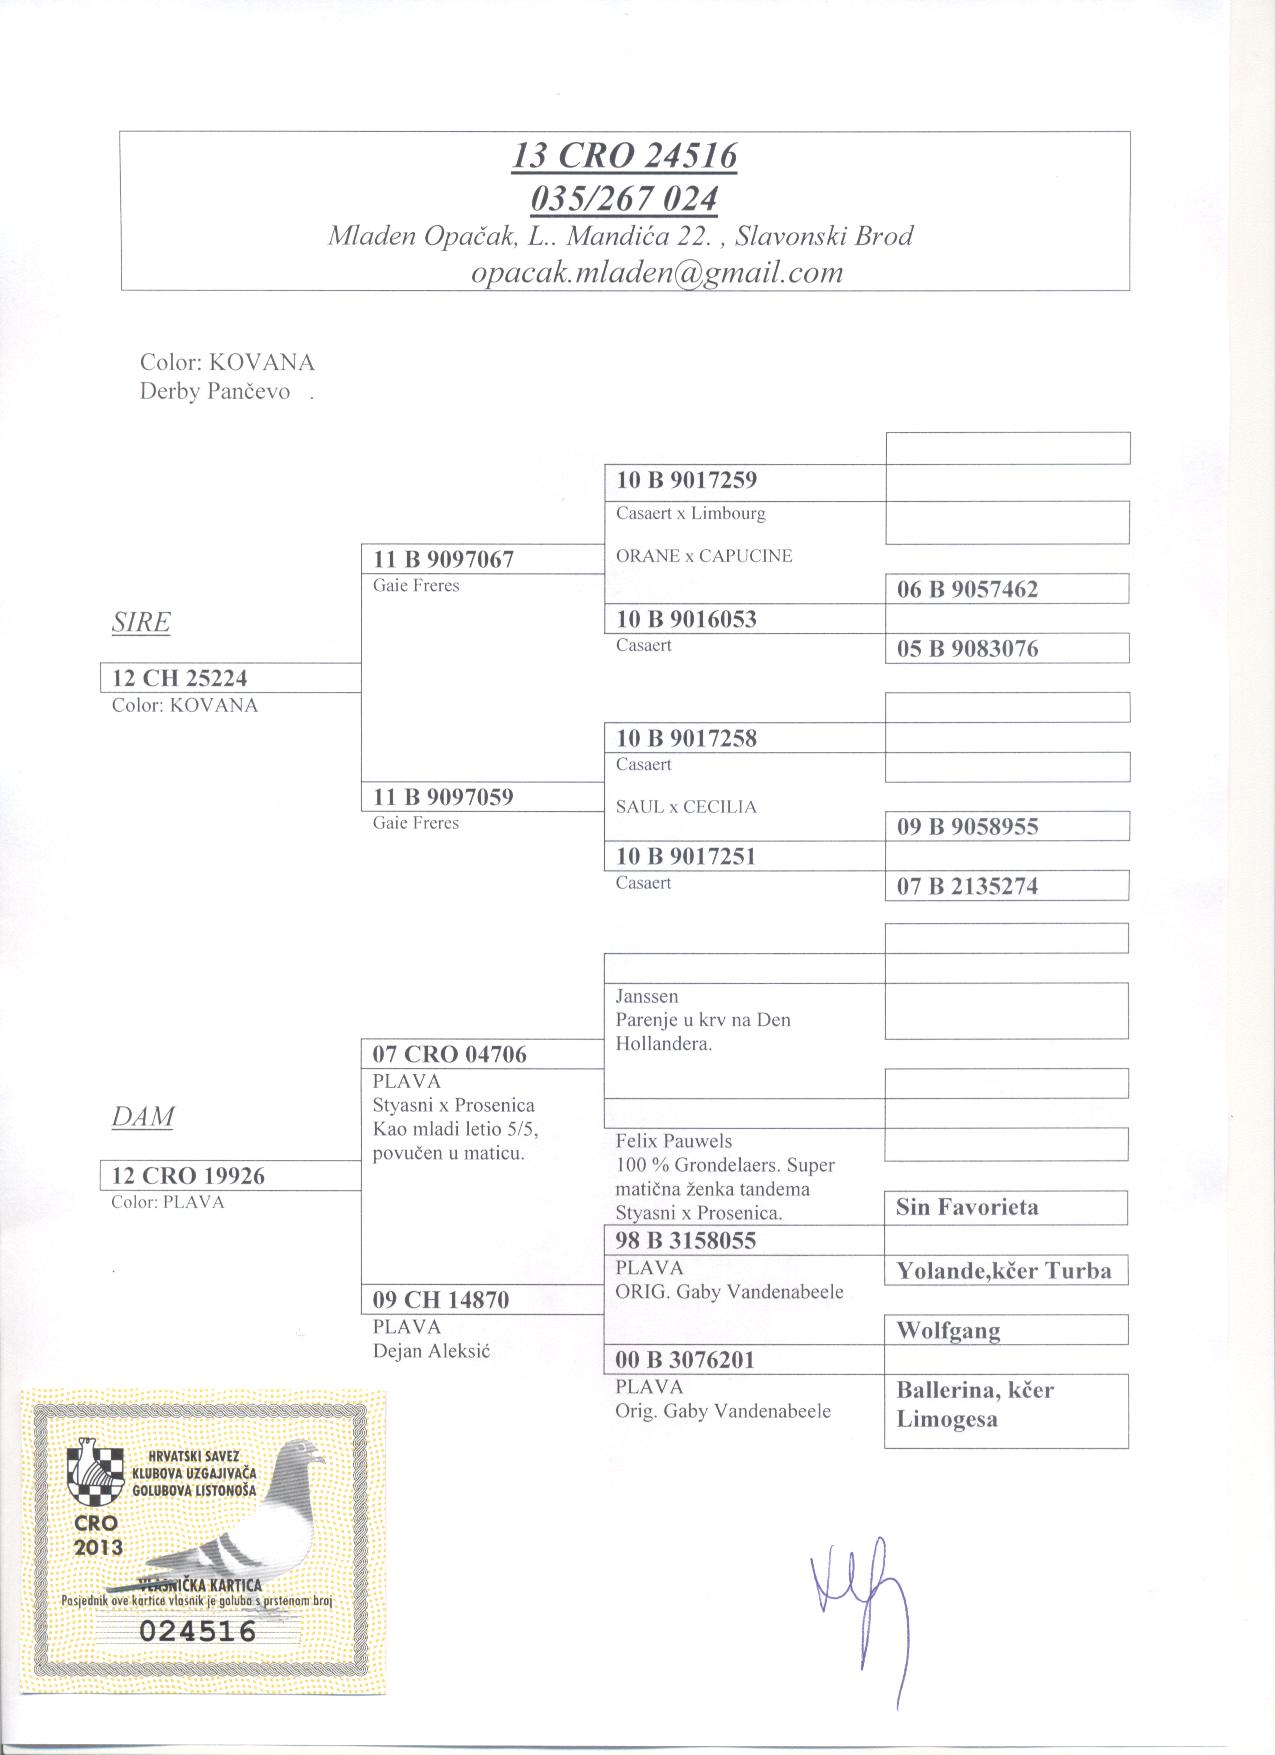 13 CRO 24516
035/267 024
Mladen Opačak, L.. Mandića 22. , Slavonski Brod
opacak.mladen@gmail.com
Color: KOVANA
Derby Pančevo .
SIRE
12 CH 25224
Color: KOVANA
11 B 9097067
Gaie Freres
10 B 9017259
Casaert x Limbourg
ORANE x CAPUCINE
06 B 9057462
10 B 9016053
Casaert
05 B 9083076
11 B 9097059
Gaie Freres
10 B 9017258
Casaert
SAUL x CECILIA
09 B 9058955
10 B 9017251
Casaert
07 B 2135274
DAM
12 CRO 19926
Color: PLAVA
07 CRO 04706
PLAVA
Styasni x Prosenica
Kao mladi letio 5/5,
povučen u maticu.
Janssen
Parenje u krv na Den
Hollandera.
Felix Pauwels
100 % Grondelaers. Super
matična ženka tandema
Styasni x Prosenica.
09 CH 14870
PLAVA
Dejan Aleksić
98 B 3158055
PLAVA
ORIG. Gaby Vandenabeele
Sin Favorieta
Yolande,kčer Turba
00 B 3076201
PLAVA
Orig. Gaby Vandenabeele
Wolfgang
Ballerina, kčer
Limogesa
HRVATSKI SAVEZ
KLUBOVA UZGAJIVAČA
GOLUBOVA LISTONOŠA
CRO
2013
VLASNIČKA KARTICA
Posjednik ove kartice vlasnik je goluba s prstenom broj
024516